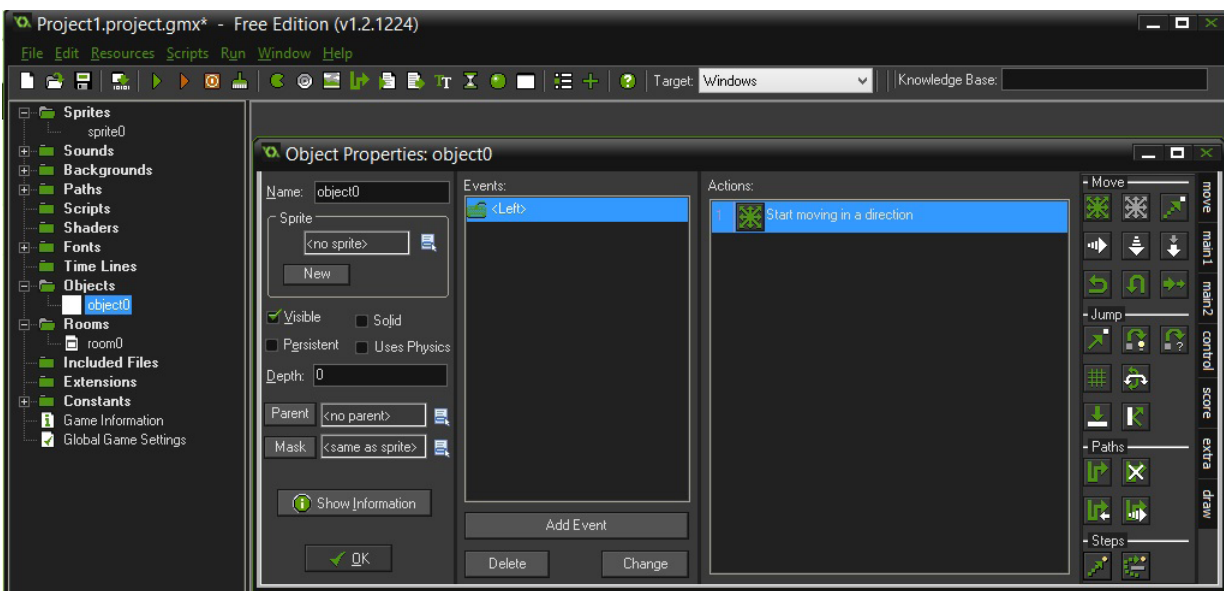 Project1.project.gmx* - Free Edition (v1.2.1224)
File Edit Resources Scripts Run Window Help
Target: Windows
Knowledge Base:
Sprites
sprite0
Sounds
Backgrounds
Paths
Scripts
Shaders
Fonts
Time Lines
Objects
object0
Rooms
room0
Included Files
Extensions
Constants
Game Information
Global Game Settings
Object Properties: object0
Name: object0
Sprite
<no sprite>
New
Visible
Solid
Persistent
Uses Physics
Depth: 0
Parent <no parent>
Mask <same as sprite>
Show Information
OK
Events:
<Left>
Add Event
Delete
Change
Actions:
1 Start moving in a direction
Move
Jump
Paths
Steps
move
main1
main2
control
score
extra
draw